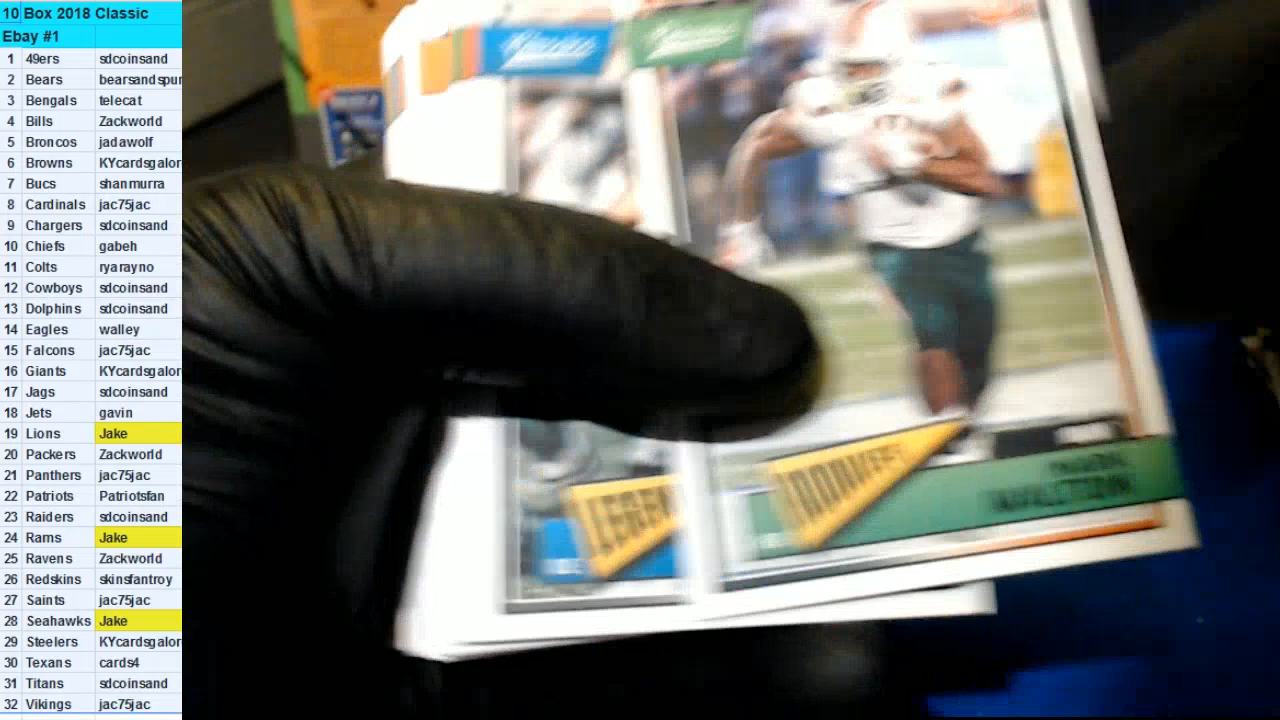 10 Box 2018 Classic
Ebay #1
1 49ers sdcoinsand
2 Bears bearsandspur
3 Bengals telecat
4 Bills Zackworld
5 Broncos jadawolf
6 Browns KYcardsgalor
7 Bucs shanmurra
8 Cardinals jac75jac
9 Chargers sdcoinsand
10 Chiefs gabeh
11 Colts ryarayno
12 Cowboys sdcoinsand
13 Dolphins sdcoinsand
14 Eagles walley
15 Falcons jac75jac
16 Giants KYcardsgalor
17 Jags sdcoinsand
18 Jets gavin
19 Lions Jake
20 Packers Zackworld
21 Panthers jac75jac
22 Patriots Patriotsfan
23 Raiders sdcoinsand
24 Rams Jake
25 Ravens Zackworld
26 Redskins skinsfantroy
27 Saints jac75jac
28 Seahawks Jake
29 Steelers KYcardsgalor
30 Texans cards4
31 Titans sdcoinsand
32 Vikings jac75jac
Classics Classics
LEGEN